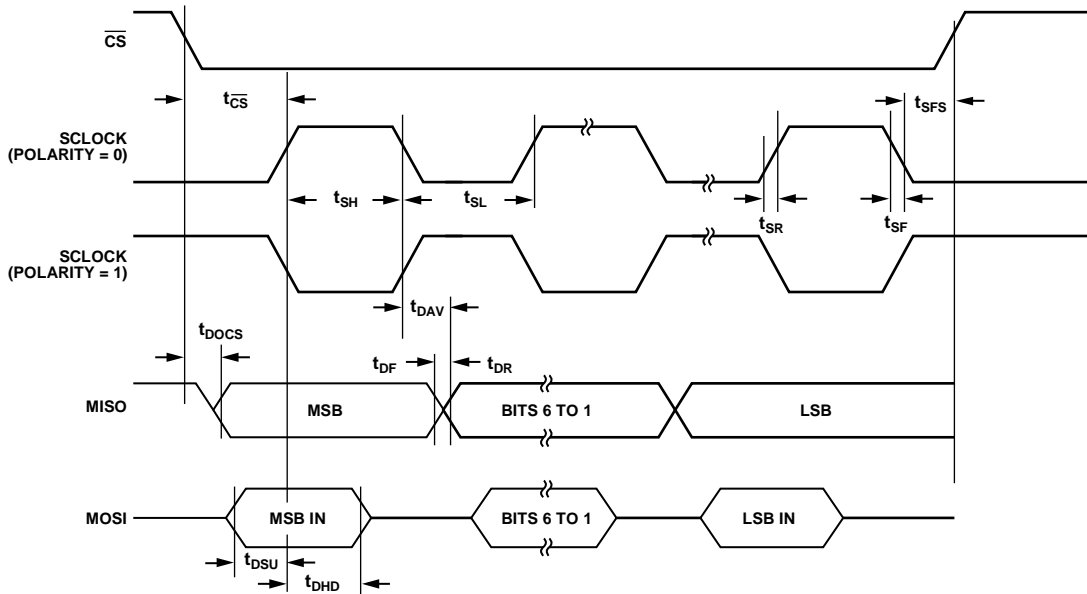 CS
tCS
tSFS
SCLOCK
(POLARITY = 0)
tSH
tSL
tSR
tSF
SCLOCK
(POLARITY = 1)
tDAV
tDOCS
tDF
tDR
MISO
MSB
BITS 6 TO 1
LSB
MOSI
MSB IN
BITS 6 TO 1
LSB IN
tDSU
tDHD